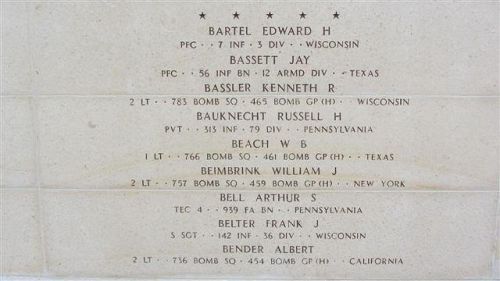 ★ ★ ★ ★ ★
BARTEL EDWARD H
PFC · · 7 INF · 3 DIV · · WISCONSIN
BASSETT JAY
PFC · · 56 INF BN · 12 ARMD DIV · · TEXAS
BASSLER KENNETH R
2 LT · · 783 BOMB SQ · 465 BOMB GP (H) · · WISCONSIN
BAUKNECHT RUSSELL H
PVT · · 313 INF · 79 DIV · · PENNSYLVANIA
BEACH W B
1 LT · · 766 BOMB SQ · 461 BOMB GP (H) · · TEXAS
BEIMBRINK WILLIAM J
2 LT · · 757 BOMB SQ · 459 BOMB GP (H) · · NEW YORK
BELL ARTHUR S
TEC 4 · · 939 FA BN · · PENNSYLVANIA
BELTER FRANK J
S SGT · · 142 INF · 36 DIV · · WISCONSIN
BENDER ALBERT
2 LT · · 736 BOMB SQ · 454 BOMB GP (H) · · CALIFORNIA